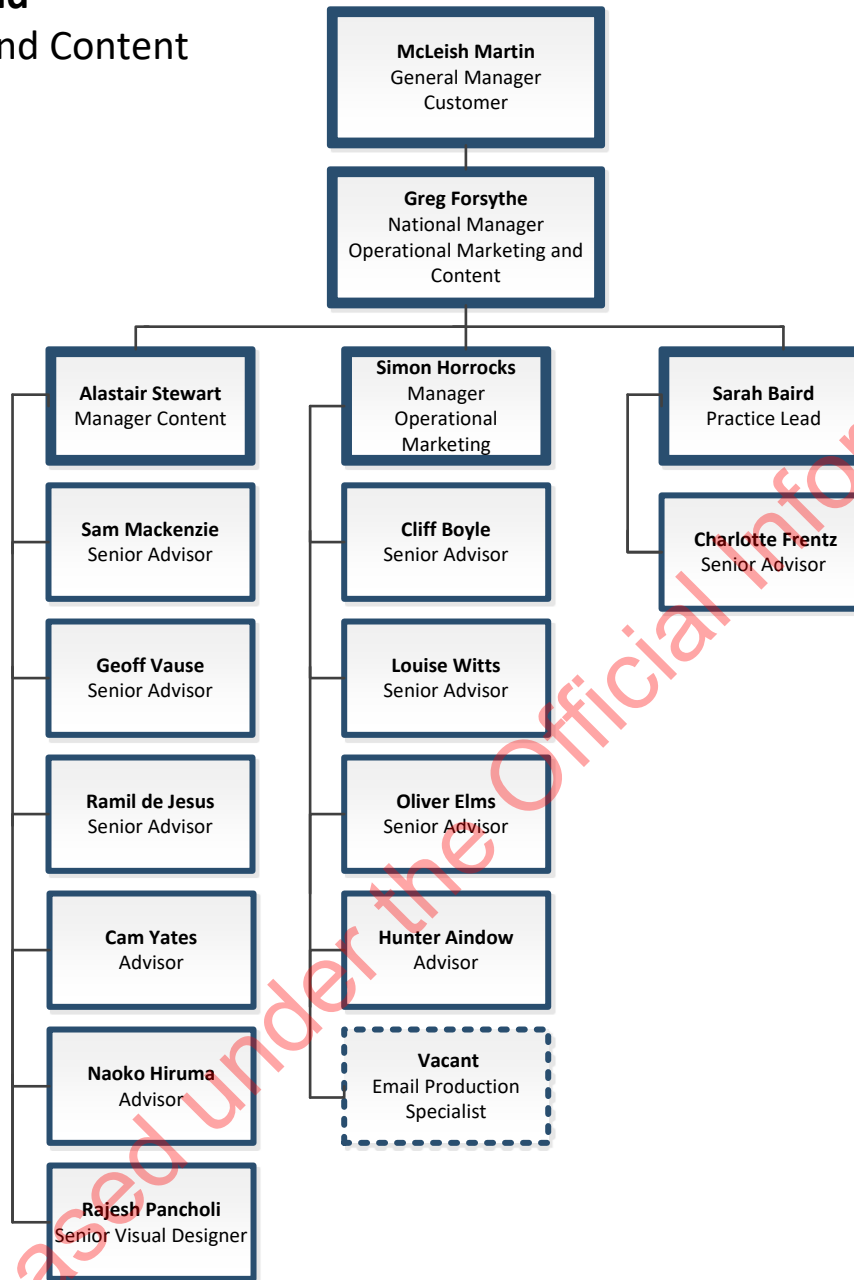 nd Content
McLeish Martin
General Manager
Customer
Greg Forsythe
National Manager
Operational Marketing and
Content
Alastair Stewart
Manager Content
Sam Mackenzie
Senior Advisor
Geoff Vause
Senior Advisor
Ramil de Jesus
Senior Advisor
Cam Yates
Advisor
Naoko Hiruma
Advisor
Rajesh Pancholi
Senior Visual Designer
Simon Horrocks
Manager
Operational
Marketing
Cliff Boyle
Senior Advisor
Louise Witts
Senior Advisor
Oliver Elms
Senior Advisor
Hunter Aindow
Advisor
Vacant
Email Production
Specialist
Sarah Baird
Practice Lead
Charlotte Frentz
Senior Advisor
ased under the Official Infor